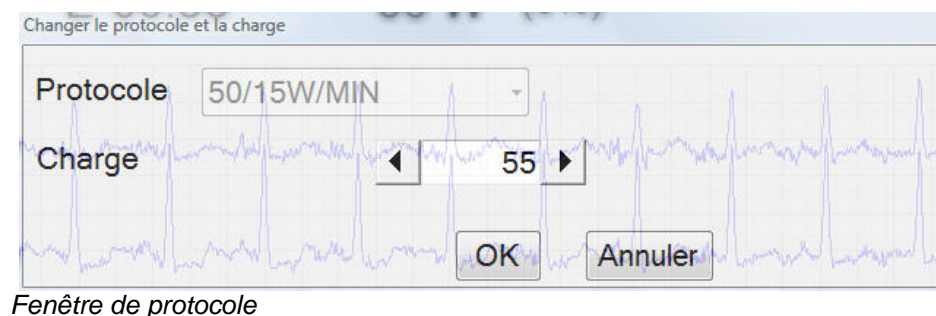 Changer le protocole et la charge
Protocole 50/15W/MIN
Charge 55
OK Annuler
Fenêtre de protocole